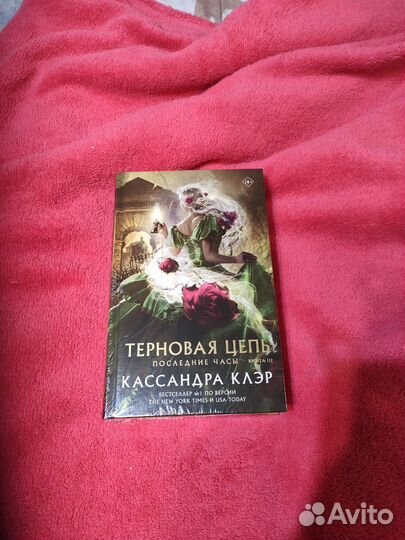 18+
ТЕРНОВАЯ ЦЕПЬ
ПОСЛЕДНИЕ ЧАСЫ КНИГА III
КАССАНДРА КЛЭР
БЕСТСЕЛЛЕР №1 ПО ВЕРСИИ
THE NEW YORK TIMES И USA TODAY
Avito